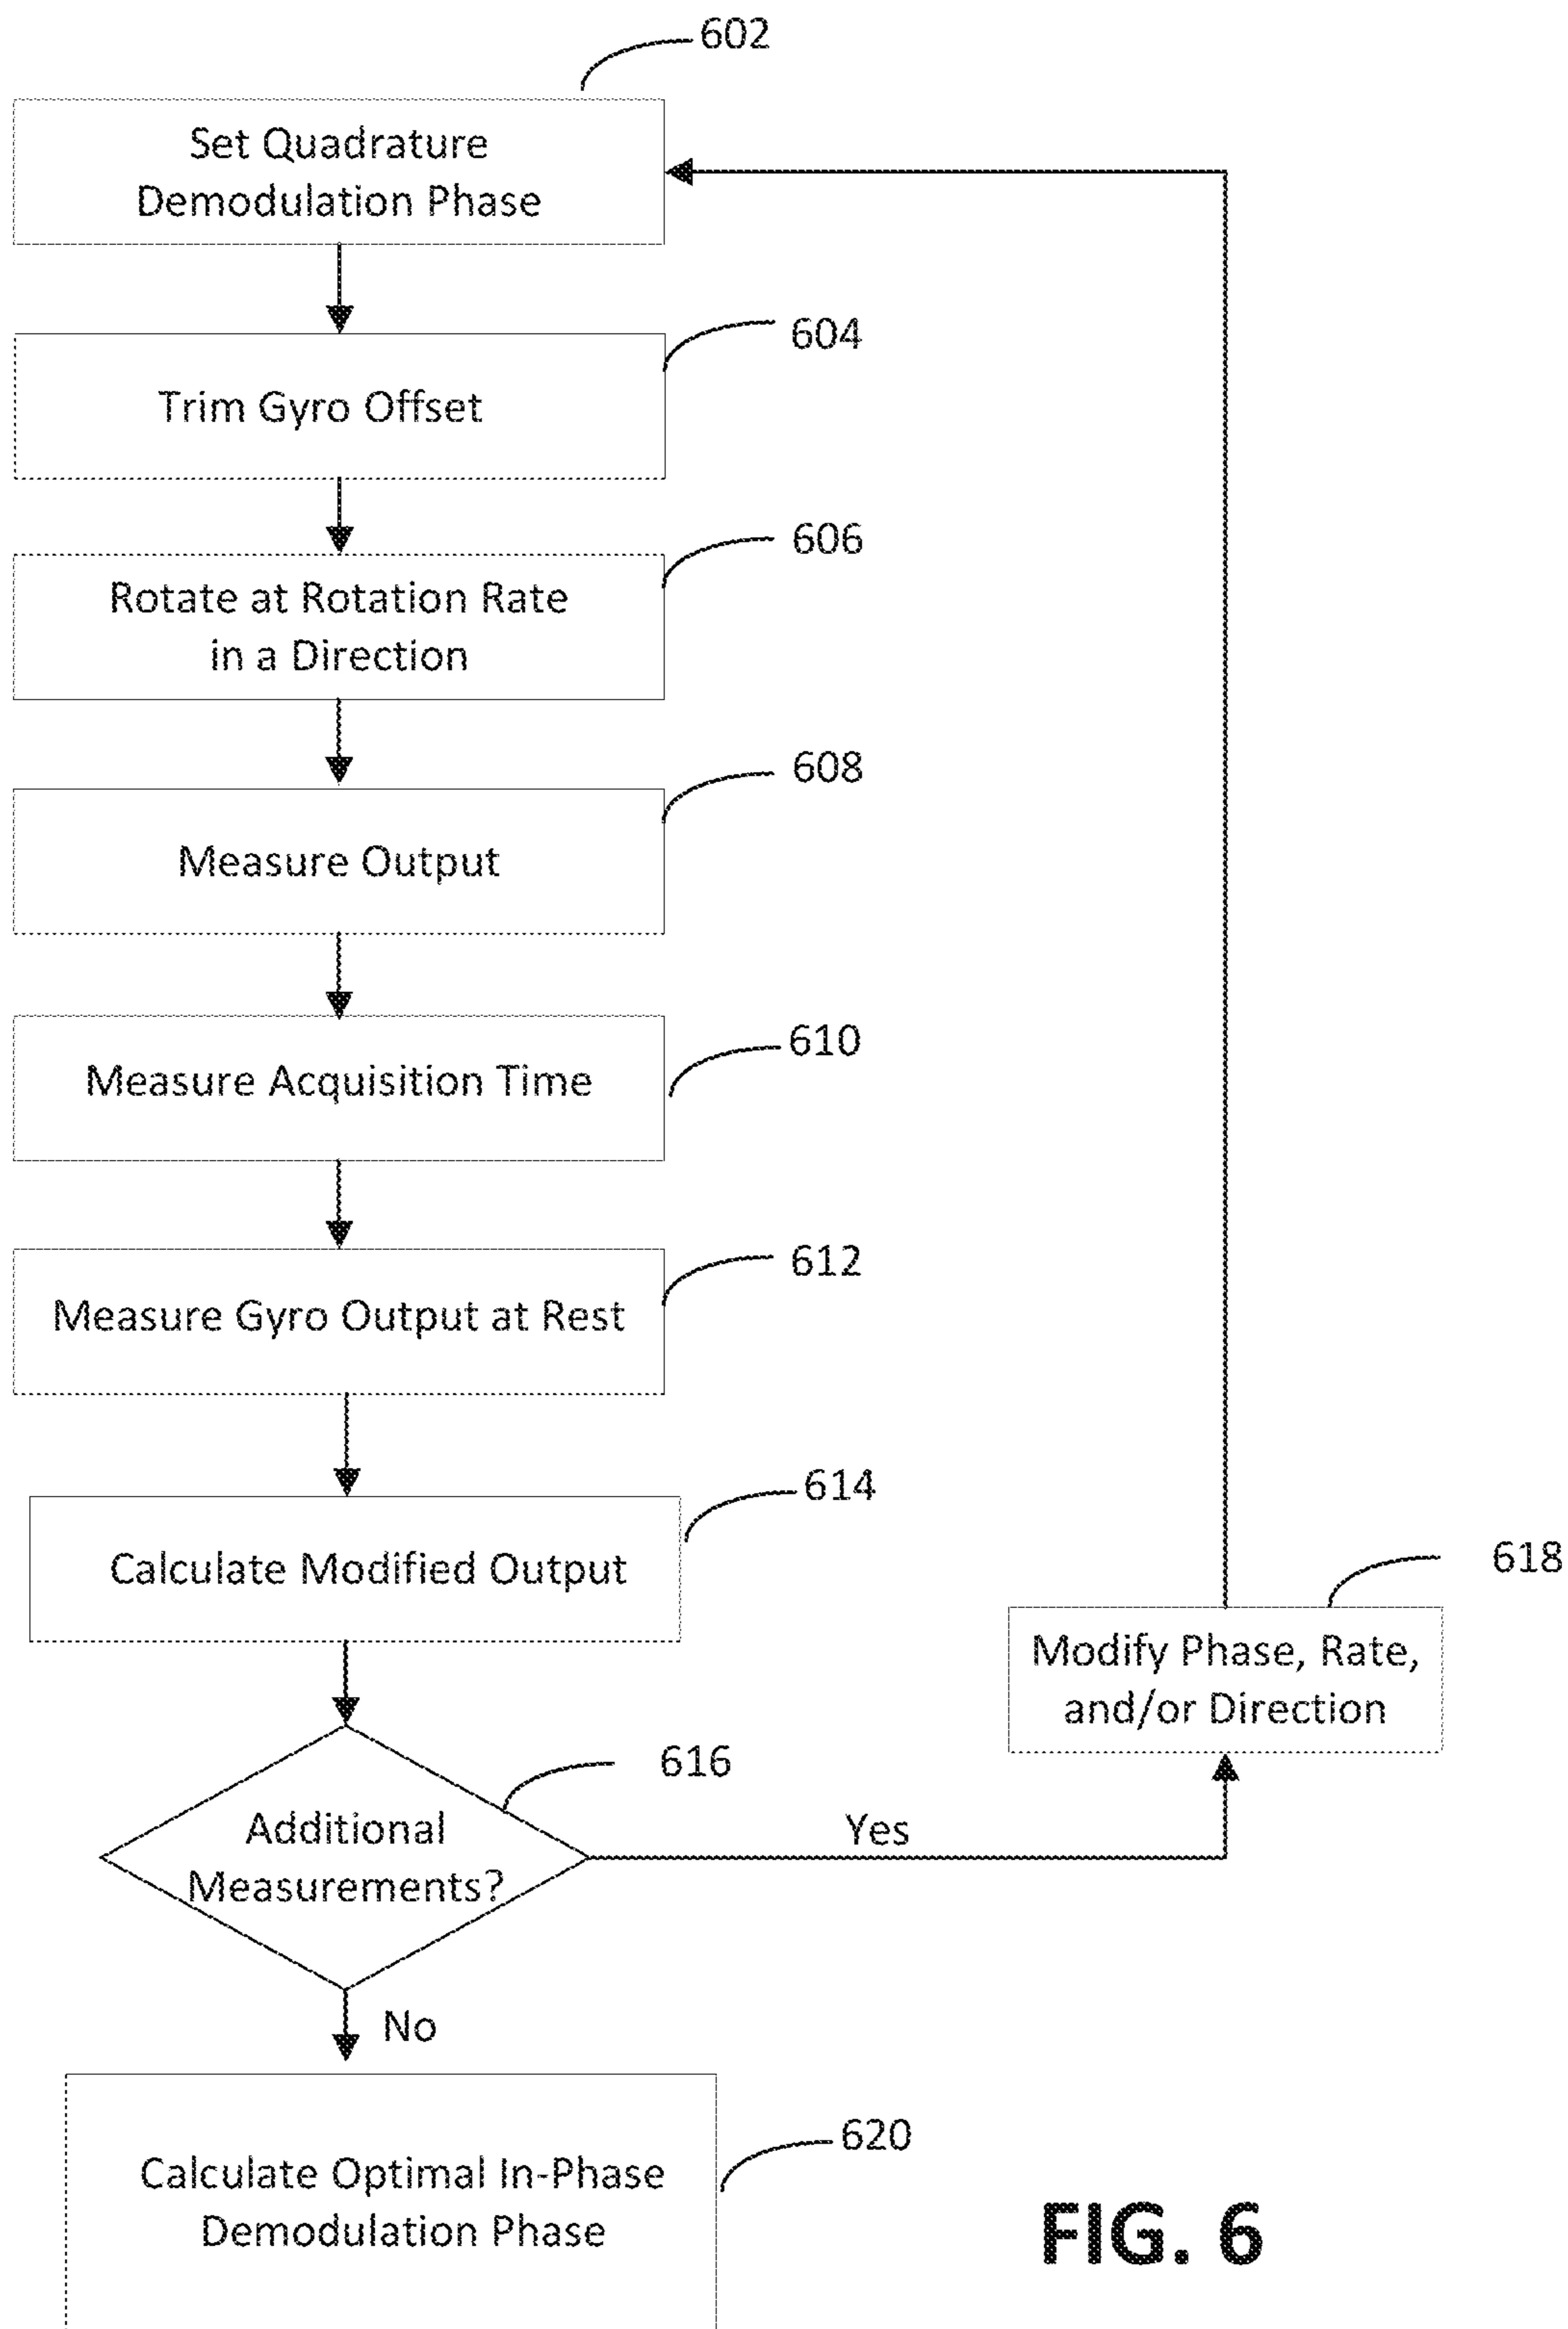 602
Set Quadrature
Demodulation Phase
604
Trim Gyro Offset
606
Rotate at Rotation Rate
in a Direction
608
Measure Output
610
Measure Acquisition Time
612
Measure Gyro Output at Rest
614
Calculate Modified Output
618
Modify Phase, Rate,
and/or Direction
616
Additional
Measurements?
Yes
No
620
Calculate Optimal In-Phase
Demodulation Phase
FIG. 6